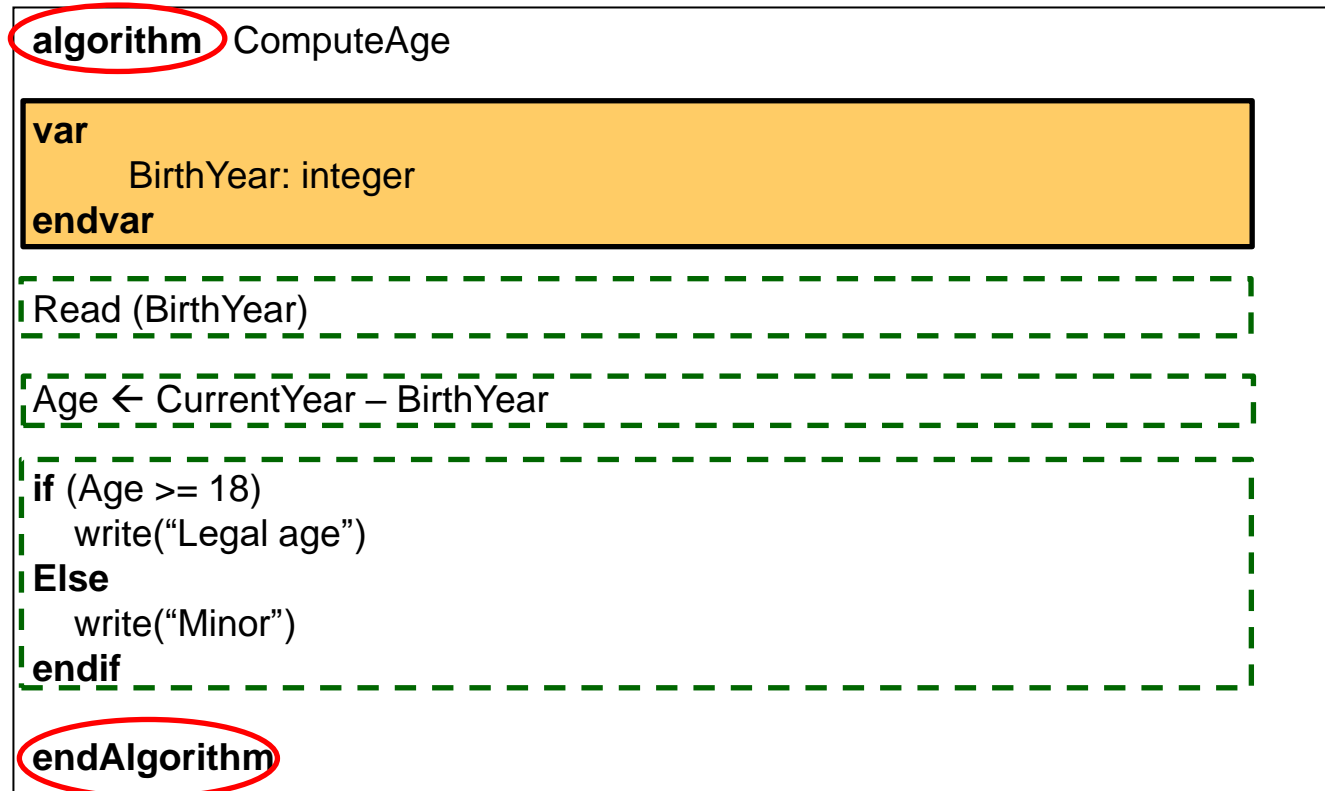 algorithm ComputeAge
var
BirthYear: integer
endvar
Read (BirthYear)
Age ← CurrentYear – BirthYear
if (Age >= 18)
write(“Legal age”)
Else
write(“Minor”)
endif
endAlgorithm